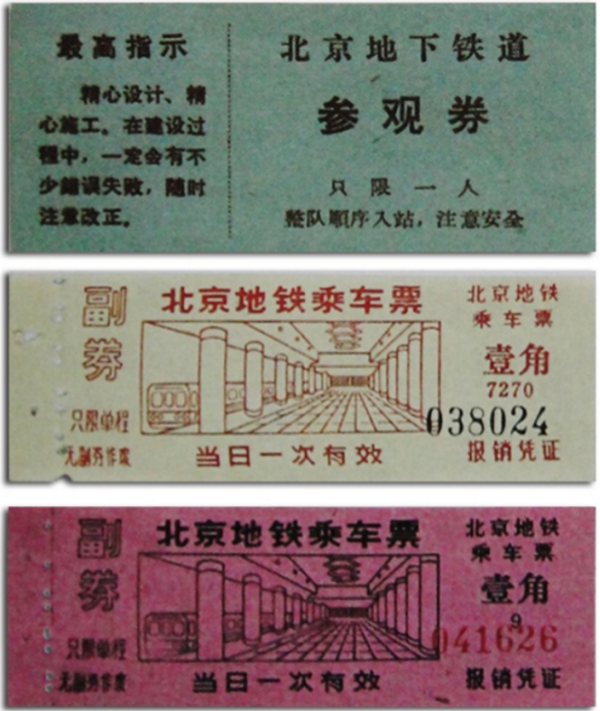 最高指示
精心设计、精
心施工。在建设过
程中，一定会有不
少错误失败，随时
注意改正。
北京地下铁道
参观券
只限一人
整队顺序入站，注意安全
副券
只限单程
无副券作废
北京地铁乘车票
当日一次有效
北京地铁
乘车票
壹角
7270
038024
报销凭证
副券
只限单程
无副券作废
北京地铁乘车票
当日一次有效
北京地铁
乘车票
壹角
9
041626
报销凭证